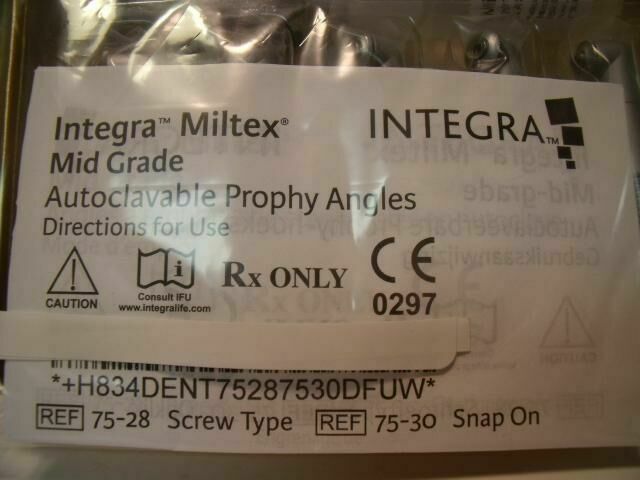 Integra™ Miltex®
INTEGRA™
Mid Grade
Autoclavable Prophy Angles
Directions for Use
CAUTION
Consult IFU
www.integralife.com
Rx ONLY
CE
0297
*+H834DENT75287530DFUW*
REF 75-28 Screw Type REF 75-30 Snap On